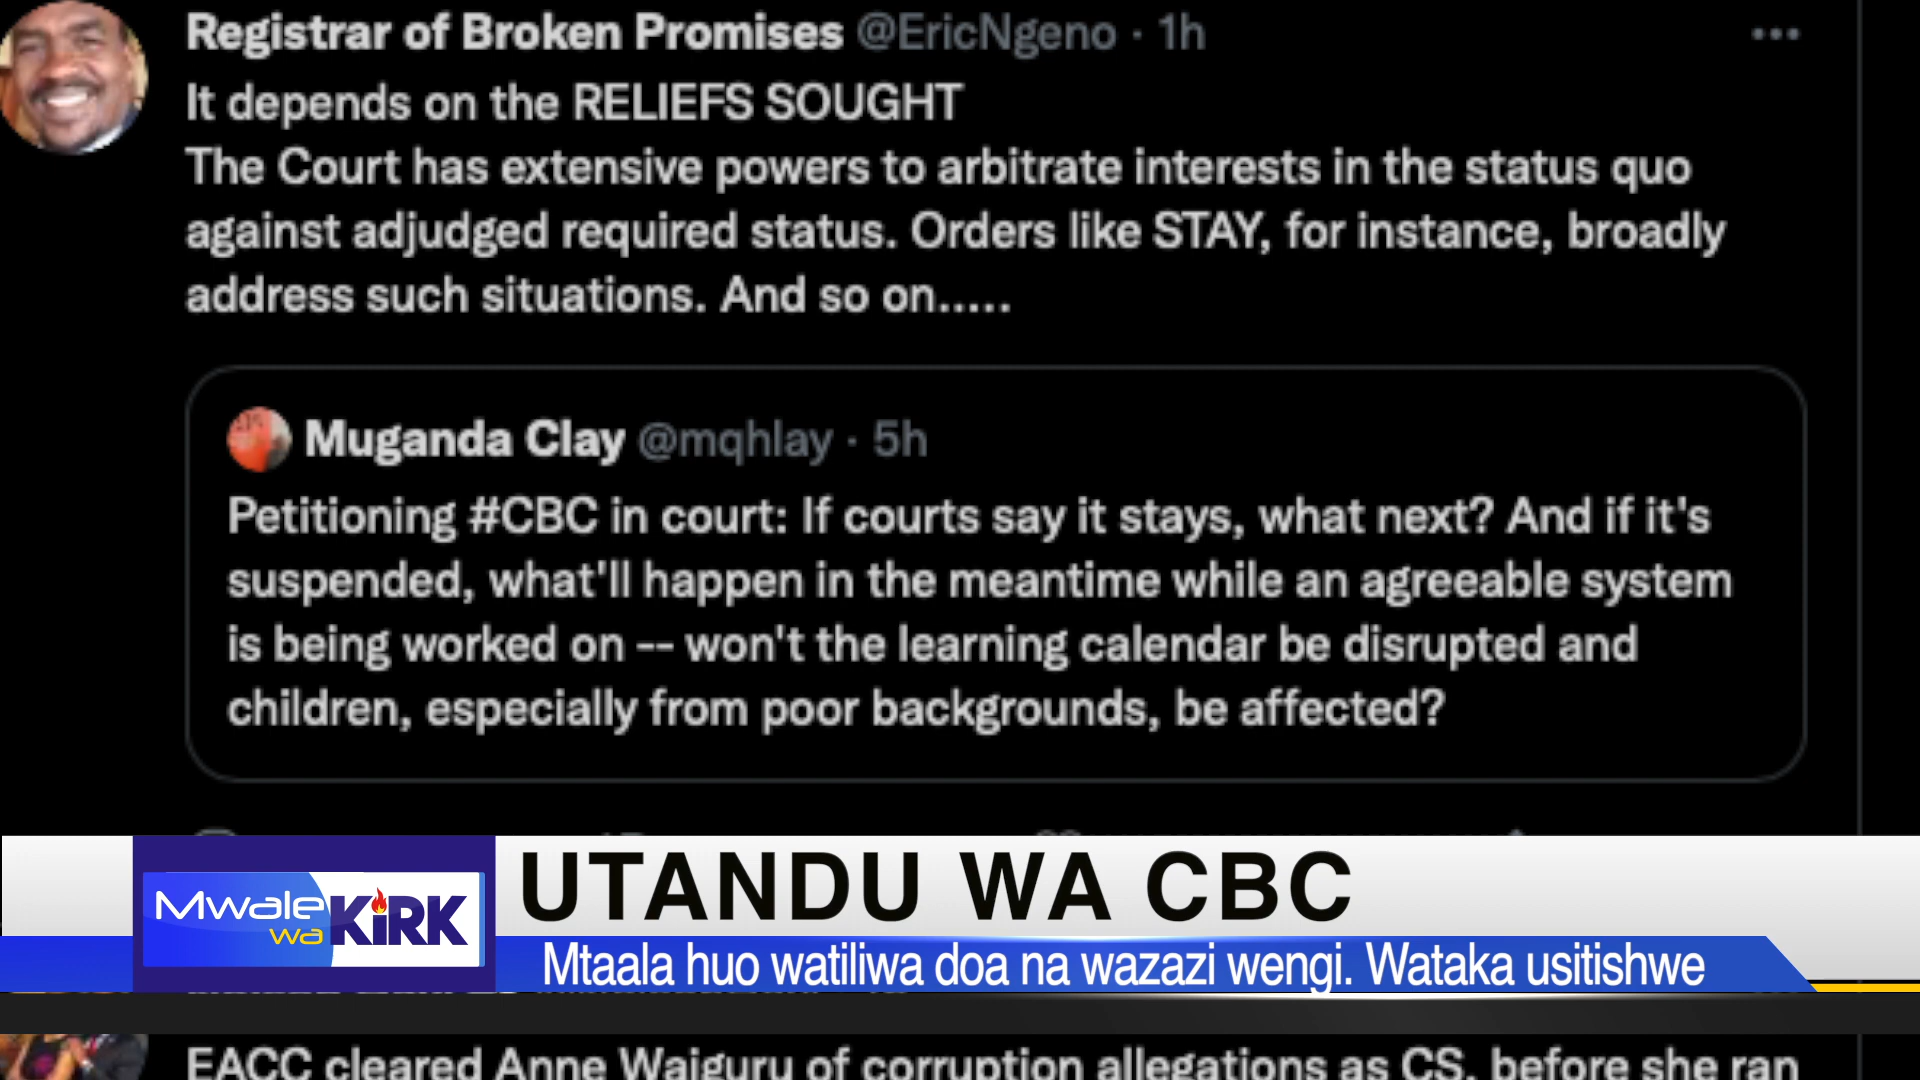 Registrar of Broken Promises @EricNgeno · 1h
It depends on the RELIEFS SOUGHT
The Court has extensive powers to arbitrate interests in the status quo
against adjudged required status. Orders like STAY, for instance, broadly
address such situations. And so on.....
Muganda Clay @mqhlay · 5h
Petitioning #CBC in court: If courts say it stays, what next? And if it's
suspended, what'll happen in the meantime while an agreeable system
is being worked on -- won't the learning calendar be disrupted and
children, especially from poor backgrounds, be affected?
Mwale
wa
KiRK
UTANDU WA CBC
Mtaala huo watiliwa doa na wazazi wengi. Wataka usitishwe
EACC cleared Anne Waiguru of corruption allegations as CS, before she ran